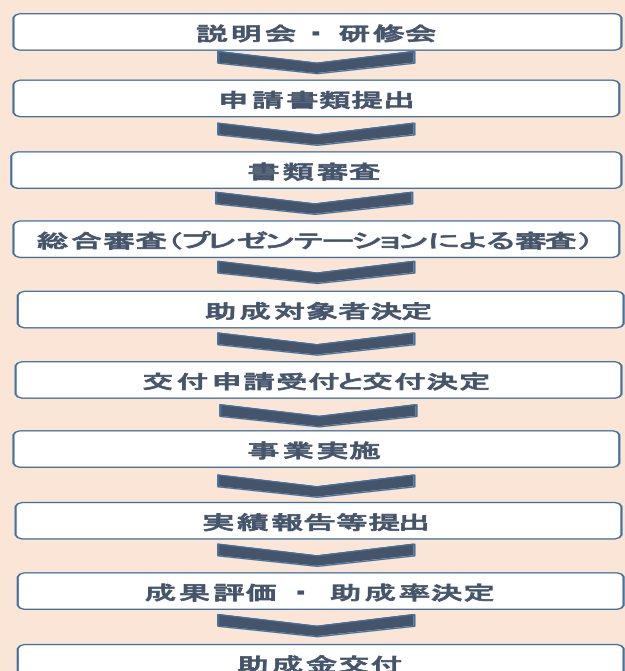 説明会 ・ 研修会
申請書類提出
書類審査
総合審査（プレゼンテーションによる審査）
助成対象者決定
交付申請受付と交付決定
事業実施
実績報告等提出
成果評価 ・ 助成率決定
助成金交付